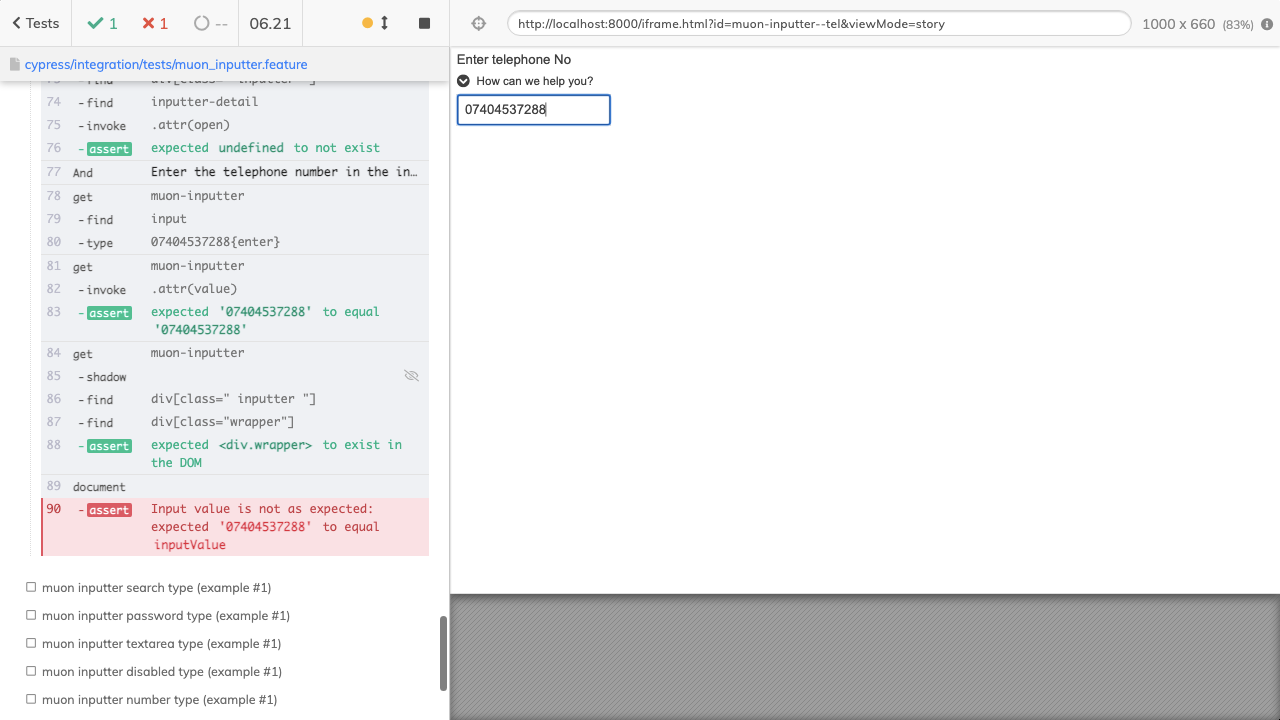 Tests
1
1
--
06.21
http://localhost:8000/iframe.html?id=muon-inputter--tel&viewMode=story
1000 x 660 (83%)
cypress/integration/tests/muon_inputter.feature
74 -find inputter-detail
75 -invoke .attr(open)
76 -assert expected undefined to not exist
77 And Enter the telephone number in the in…
78 get muon-inputter
79 -find input
80 -type 07404537288{enter}
81 get muon-inputter
82 -invoke .attr(value)
83 -assert expected '07404537288' to equal
'07404537288'
84 get muon-inputter
85 -shadow
86 -find div[class=" inputter "]
87 -find div[class="wrapper"]
88 -assert expected <div.wrapper> to exist in
the DOM
89 document
90 -assert Input value is not as expected:
expected '07404537288' to equal
inputValue
muon inputter search type (example #1)
muon inputter password type (example #1)
muon inputter textarea type (example #1)
muon inputter disabled type (example #1)
muon inputter number type (example #1)
Enter telephone No
How can we help you?
07404537288